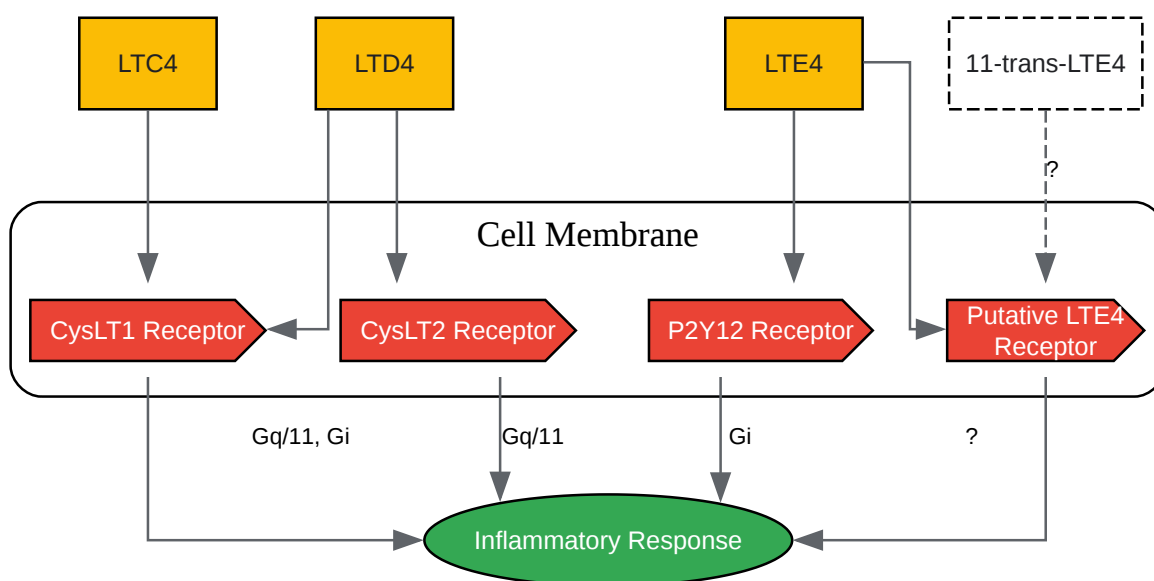 LTC4
LTD4
LTE4
11-trans-LTE4
?
Cell Membrane
CysLT1 Receptor
CysLT2 Receptor
P2Y12 Receptor
Putative LTE4
Receptor
Gq/11, Gi
Gq/11
Gi
?
Inflammatory Response